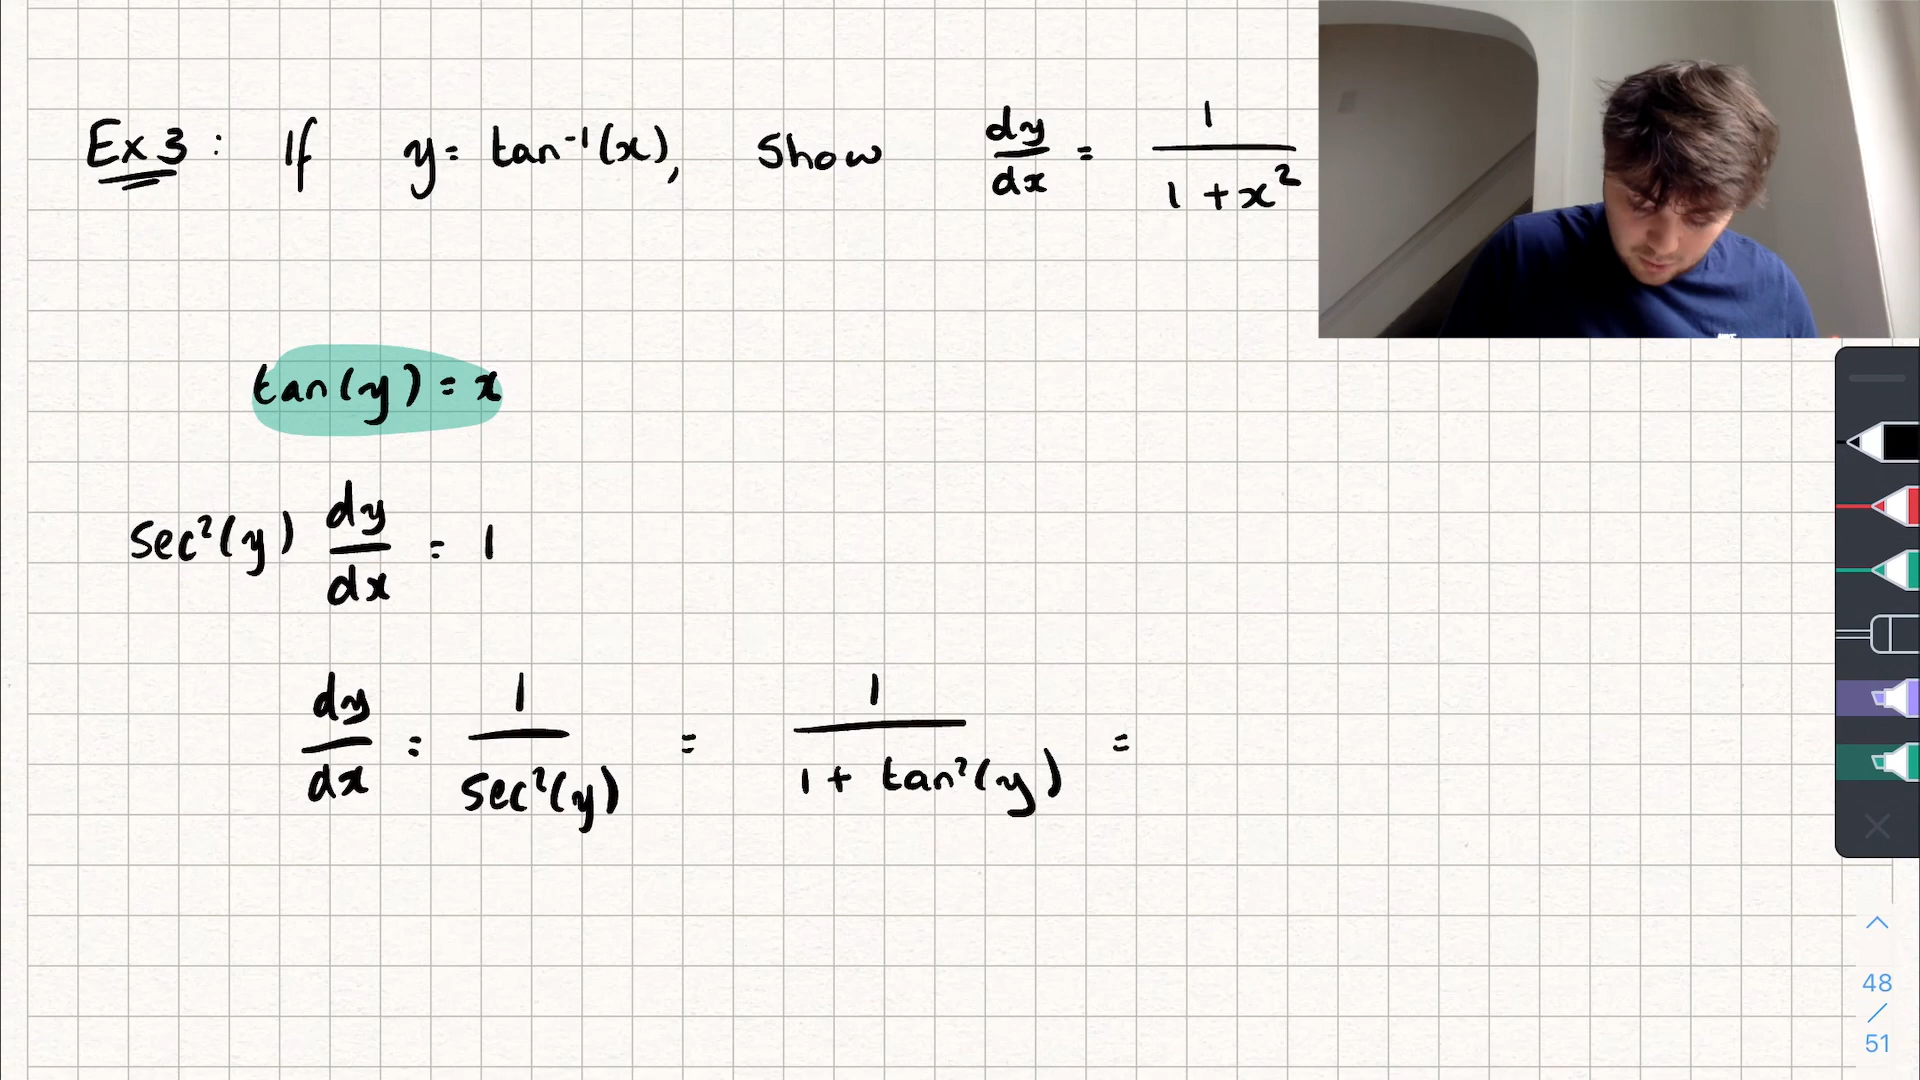 Ex 3 : If y = tan⁻¹(x), Show dy/dx = 1/(1 + x²)
tan(y) = x
Sec²(y) dy/dx = 1
dy/dx = 1/Sec²(y) = 1/(1 + tan²(y)) =
48
/
51